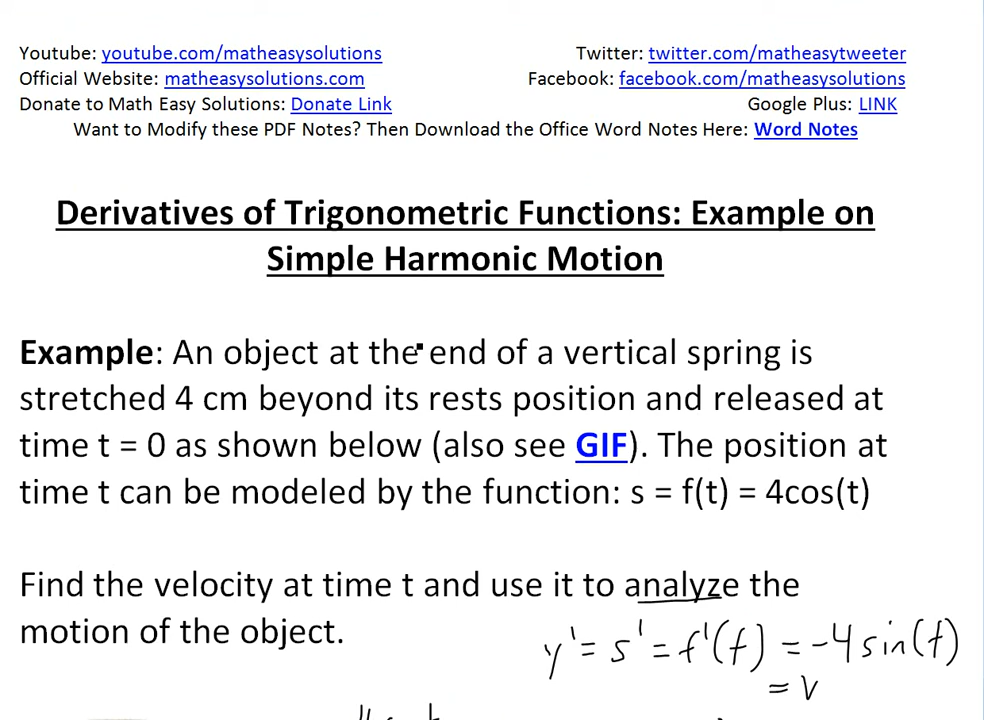 Youtube: youtube.com/matheasysolutions
Twitter: twitter.com/matheasytweeter
Official Website: matheasysolutions.com
Facebook: facebook.com/matheasysolutions
Donate to Math Easy Solutions: Donate Link
Google Plus: LINK
Want to Modify these PDF Notes? Then Download the Office Word Notes Here: Word Notes
Derivatives of Trigonometric Functions: Example on
Simple Harmonic Motion
Example: An object at the end of a vertical spring is
stretched 4 cm beyond its rests position and released at
time t = 0 as shown below (also see GIF). The position at
time t can be modeled by the function: s = f(t) = 4cos(t)
Find the velocity at time t and use it to analyze the
motion of the object.
y' = s' = f'(t) = -4 sin(t)
= v